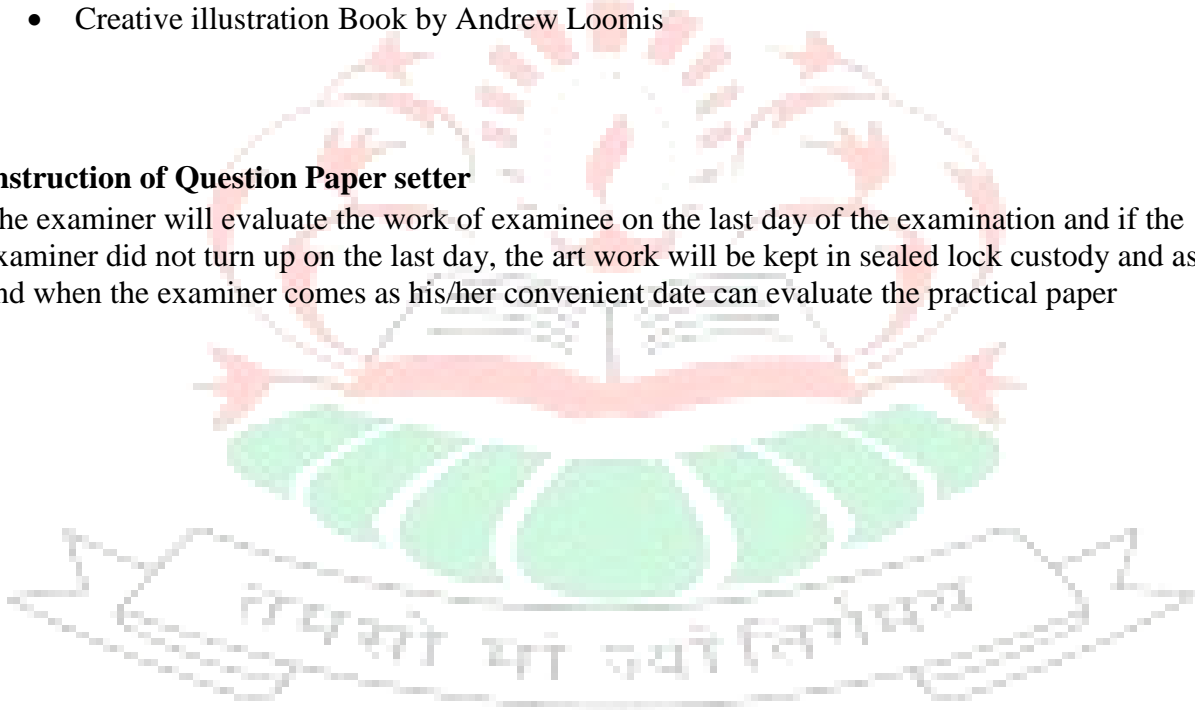 • Creative illustration Book by Andrew Loomis
nstruction of Question Paper setter
he examiner will evaluate the work of examinee on the last day of the examination and if the
xaminer did not turn up on the last day, the art work will be kept in sealed lock custody and as
nd when the examiner comes as his/her convenient date can evaluate the practical paper